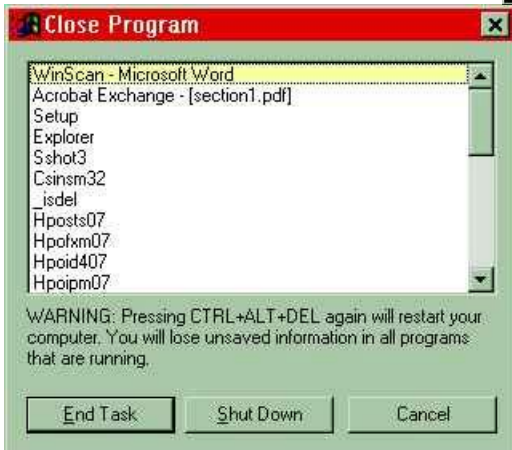 Close Program
WinScan - Microsoft Word
Acrobat Exchange - [section1.pdf]
Setup
Explorer
Sshot3
Csinsm32
_isdel
Hposts07
Hpofxm07
Hpoid407
Hpoipm07
WARNING: Pressing CTRL+ALT+DEL again will restart your
computer. You will lose unsaved information in all programs
that are running.
End Task Shut Down Cancel